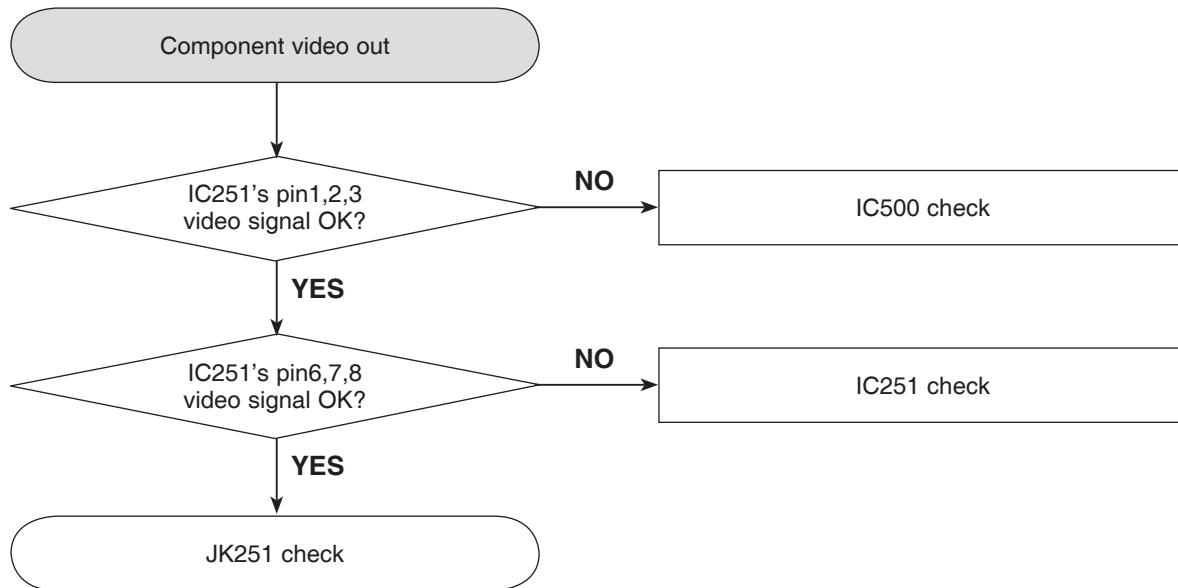 Component video out
IC251's pin1,2,3
video signal OK?
NO
IC500 check
YES
IC251's pin6,7,8
video signal OK?
NO
IC251 check
YES
JK251 check